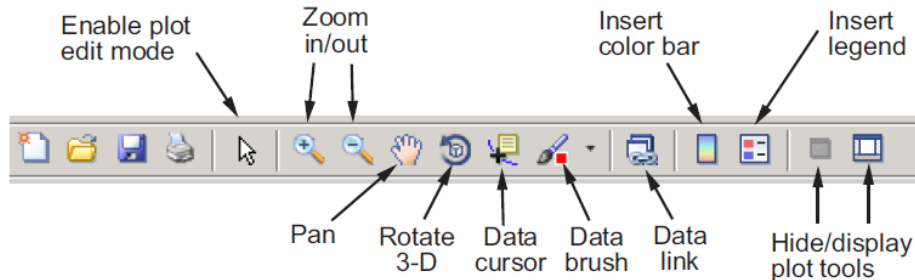 Enable plot
edit mode
Zoom
in/out
Insert
color bar
Insert
legend
Pan
Rotate
3-D
Data
cursor
Data
brush
Data
link
Hide/display
plot tools